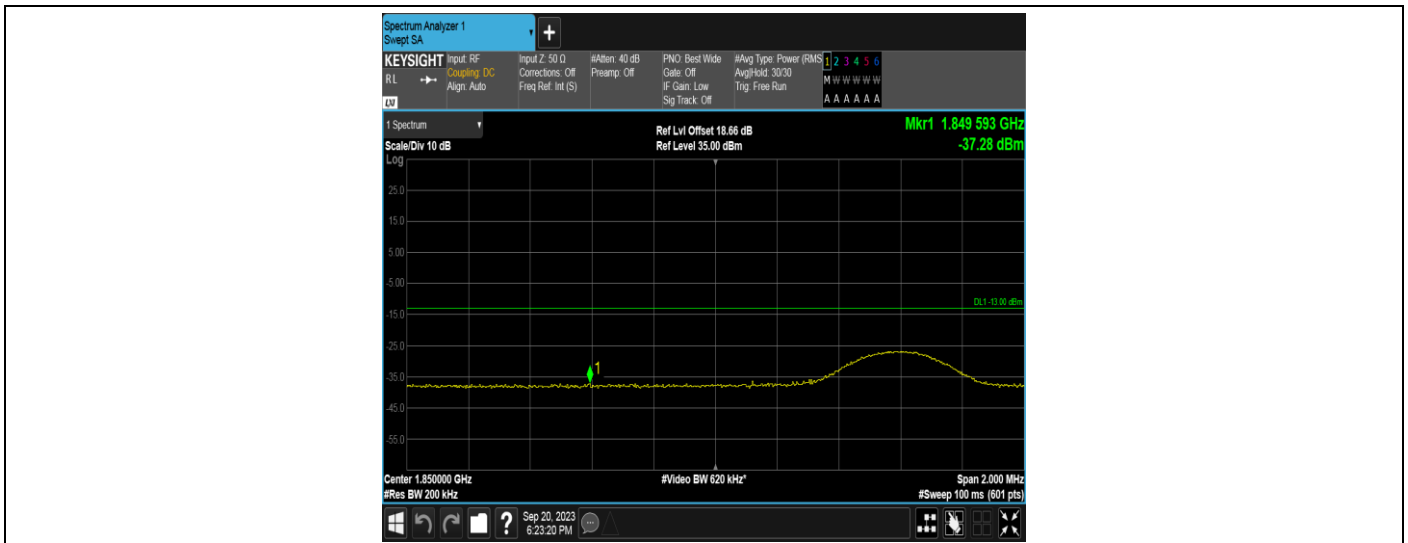 Spectrum Analyzer 1
Swept SA
+
KEYSIGHT
RL
LXI
Input: RF
Coupling: DC
Align: Auto
Input Z: 50 Ω
Corrections: Off
Freq Ref: Int (S)
#Atten: 40 dB
Preamp: Off
PNO: Best Wide
Gate: Off
IF Gain: Low
Sig Track: Off
#Avg Type: Power (RMS
Avg|Hold: 30/30
Trig: Free Run
1 2 3 4 5 6
M W W W W W
A A A A A A
1 Spectrum
Scale/Div 10 dB
Ref Lvl Offset 18.66 dB
Ref Level 35.00 dBm
Mkr1 1.849 593 GHz
-37.28 dBm
Log
25.0
15.0
5.00
-5.00
DL1 -13.00 dBm
-15.0
-25.0
1
-35.0
-45.0
-55.0
Center 1.850000 GHz
#Video BW 620 kHz*
Span 2.000 MHz
#Res BW 200 kHz
#Sweep 100 ms (601 pts)
?
Sep 20, 2023
6:23:20 PM